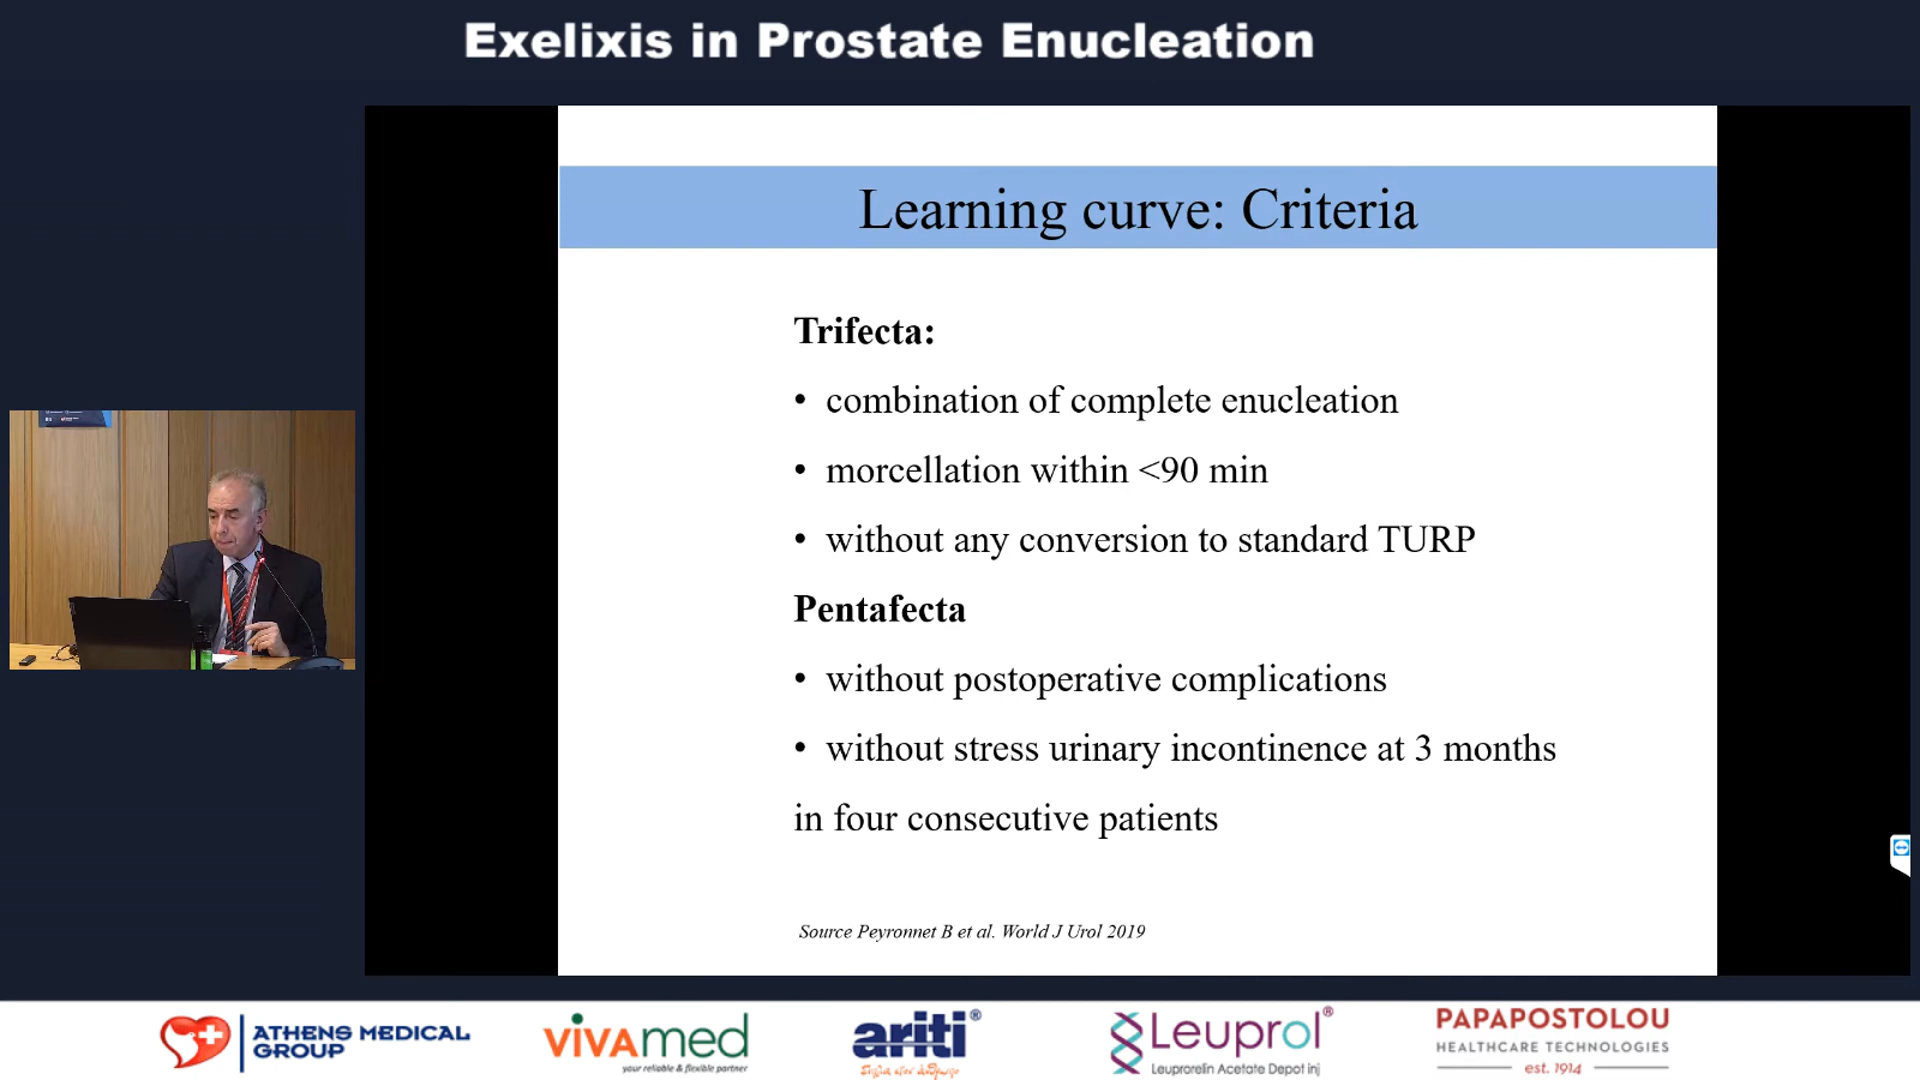 Exelixis in Prostate Enucleation
Learning curve: Criteria
Trifecta:
• combination of complete enucleation
• morcellation within <90 min
• without any conversion to standard TURP
Pentafecta
• without postoperative complications
• without stress urinary incontinence at 3 months
in four consecutive patients
Source Peyronnet B et al. World J Urol 2019
ATHENS MEDICAL
GROUP
vivamed
your reliable & flexible partner
ariti®
Στηρίζει στον άνθρωπο
Leuprol®
Leuprorelin Acetate Depot inj
PAPAPOSTOLOU
HEALTHCARE TECHNOLOGIES
est. 1914